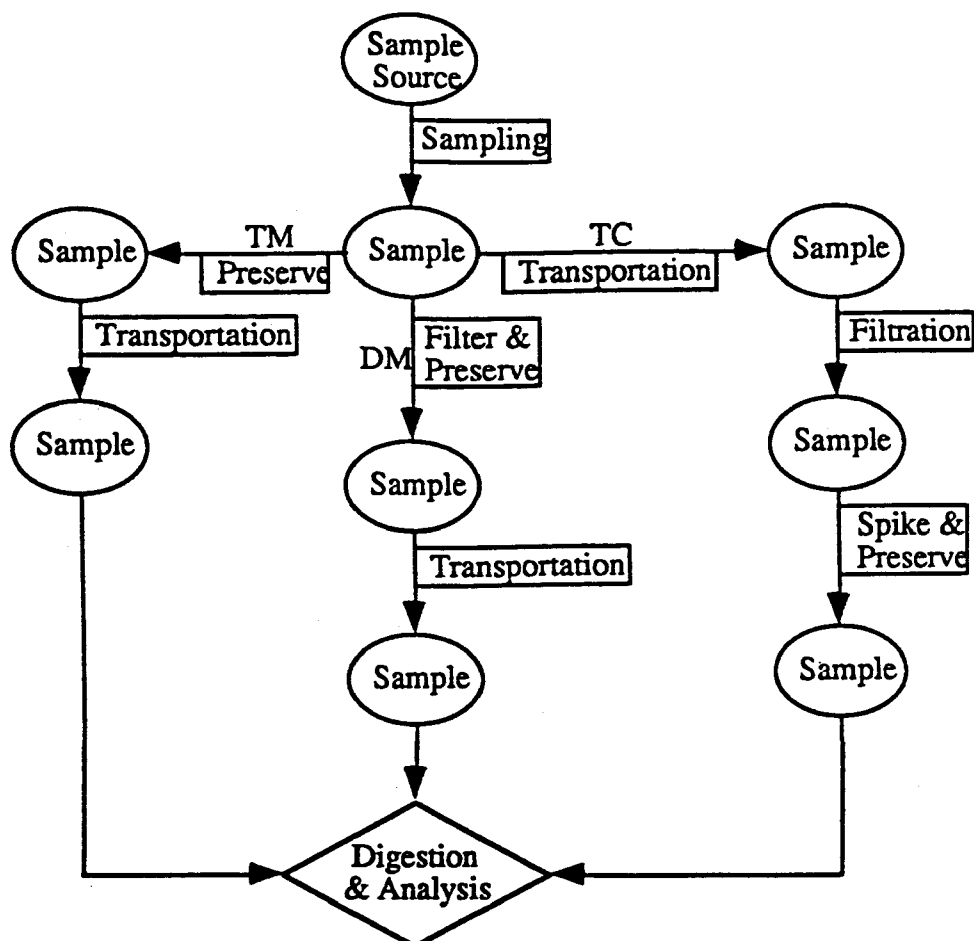 Sample
Source
Sampling
Sample
TM
Preserve
Sample
TC
Transportation
Sample
Transportation
DM
Filter &
Preserve
Filtration
Sample
Sample
Sample
Transportation
Spike &
Preserve
Sample
Sample
Digestion
& Analysis